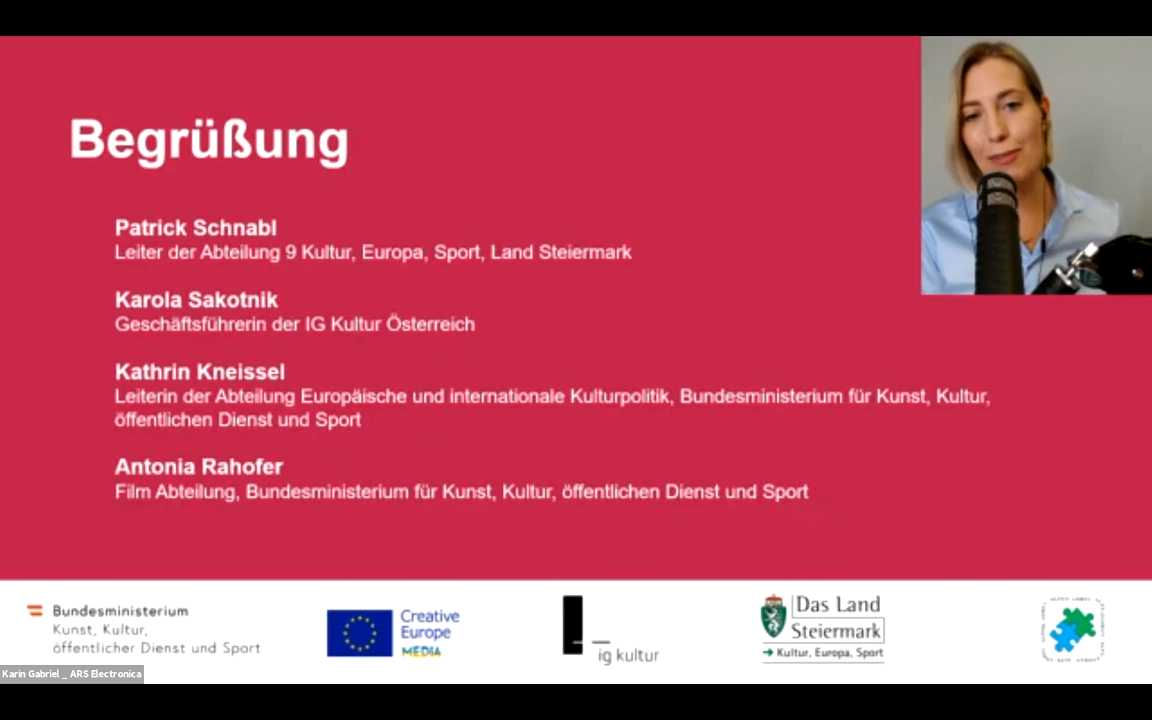 Begrüßung
Patrick Schnabl
Leiter der Abteilung 9 Kultur, Europa, Sport, Land Steiermark
Karola Sakotnik
Geschäftsführerin der IG Kultur Österreich
Kathrin Kneissel
Leiterin der Abteilung Europäische und internationale Kulturpolitik, Bundesministerium für Kunst, Kultur,
öffentlichen Dienst und Sport
Antonia Rahofer
Film Abteilung, Bundesministerium für Kunst, Kultur, öffentlichen Dienst und Sport
Bundesministerium
Kunst, Kultur,
öffentlicher Dienst und Sport
Creative
Europe
MEDIA
ig kultur
Das Land
Steiermark
→ Kultur, Europa, Sport
Karin Gabriel _ ARS Electronica